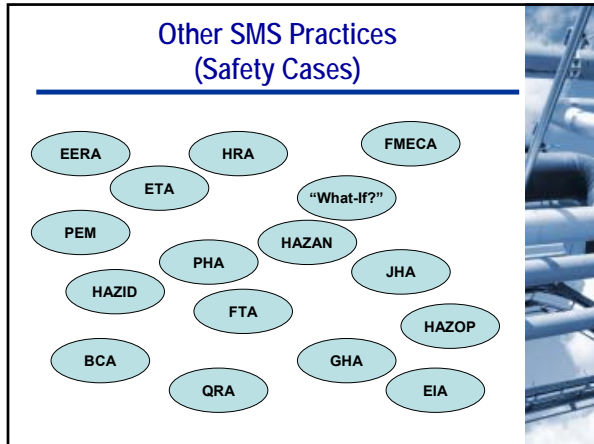 Other SMS Practices
(Safety Cases)
EERA
HRA
FMECA
ETA
"What-If?"
PEM
HAZAN
PHA
JHA
HAZID
FTA
HAZOP
BCA
GHA
QRA
EIA